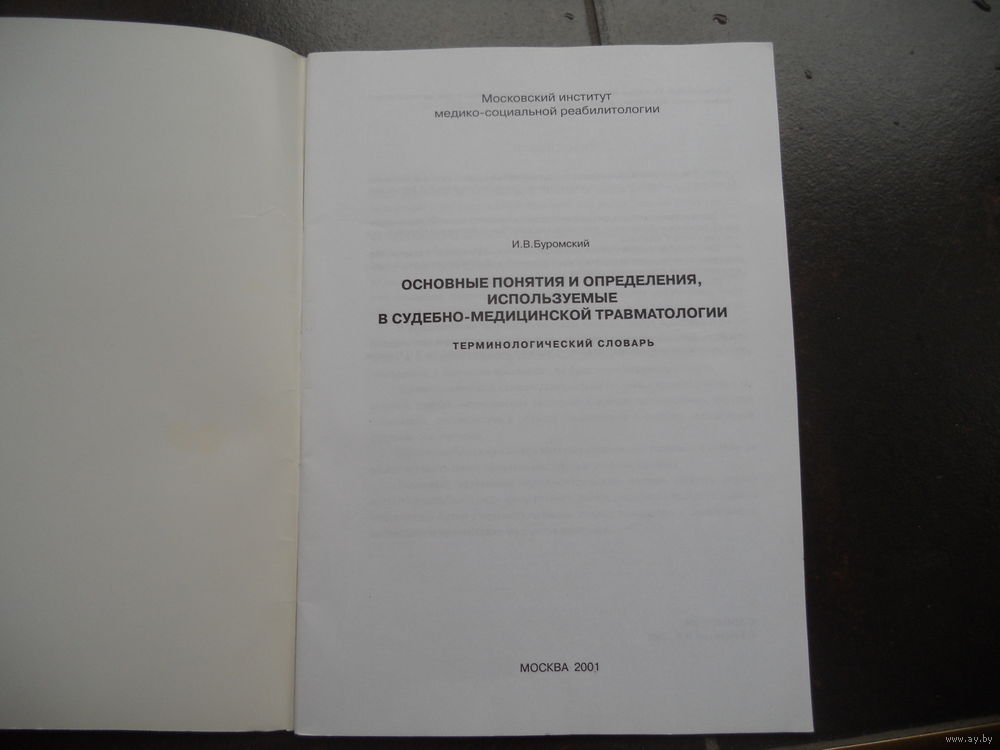 Московский институт
медико-социальной реабилитологии
И.В.Буромский
ОСНОВНЫЕ ПОНЯТИЯ И ОПРЕДЕЛЕНИЯ,
ИСПОЛЬЗУЕМЫЕ
В СУДЕБНО-МЕДИЦИНСКОЙ ТРАВМАТОЛОГИИ
ТЕРМИНОЛОГИЧЕСКИЙ СЛОВАРЬ
МОСКВА 2001
© www.ay.by